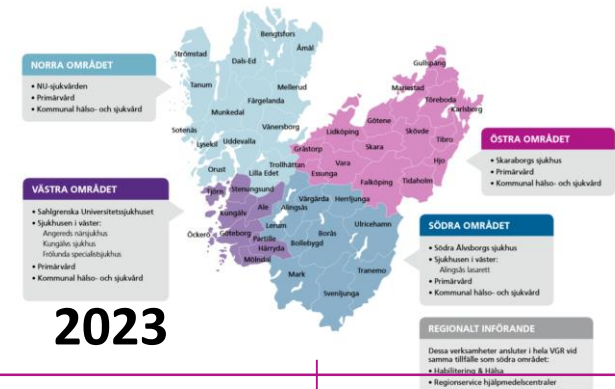 Bengtsfors
Strömstad
Dals-Ed
Åmål
NORRA OMRÅDET
• NU-sjukvården
• Primärvård
• Kommunal hälso- och sjukvård
Tanum
Mellerud
Färgelanda
Munkedal
Sotenäs
Vänersborg
Lysekil
Uddevalla
Orust
Trollhättan
Lilla Edet
Gullspång
Mariestad
Töreboda
Karlsborg
Götene
Lidköping
Skövde
Tibro
Grästorp
Skara
Vara
Hjo
Essunga
Falköping
Tidaholm
ÖSTRA OMRÅDET
• Skaraborgs sjukhus
• Primärvård
• Kommunal hälso- och sjukvård
VÄSTRA OMRÅDET
• Sahlgrenska Universitetssjukhuset
• Sjukhusen i väster:
Angereds närsjukhus
Kungälvs sjukhus
Frölunda specialistsjukhus
• Primärvård
• Kommunal hälso- och sjukvård
Tjörn
Stenungsund
Kungälv
Ale
Alingsås
Vårgårda
Herrljunga
Öckerö
Göteborg
Lerum
Partille
Härryda
Mölndal
Bollebygd
Borås
Ulricehamn
Mark
Tranemo
Svenljunga
SÖDRA OMRÅDET
• Södra Älvsborgs sjukhus
• Sjukhusen i väster:
Alingsås lasarett
• Primärvård
• Kommunal hälso- och sjukvård
2023
REGIONALT INFÖRANDE
Dessa verksamheter ansluter i hela VGR vid
samma tillfälle som södra området:
• Habilitering & Hälsa
• Regionservice hjälpmedelscentraler